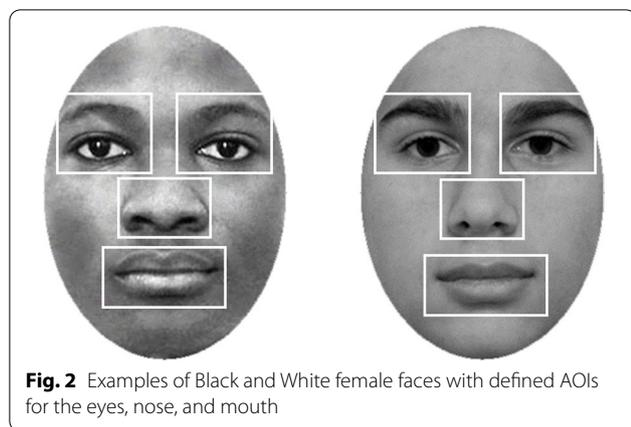 Fig. 2 Examples of Black and White female faces with defined AOIs
for the eyes, nose, and mouth